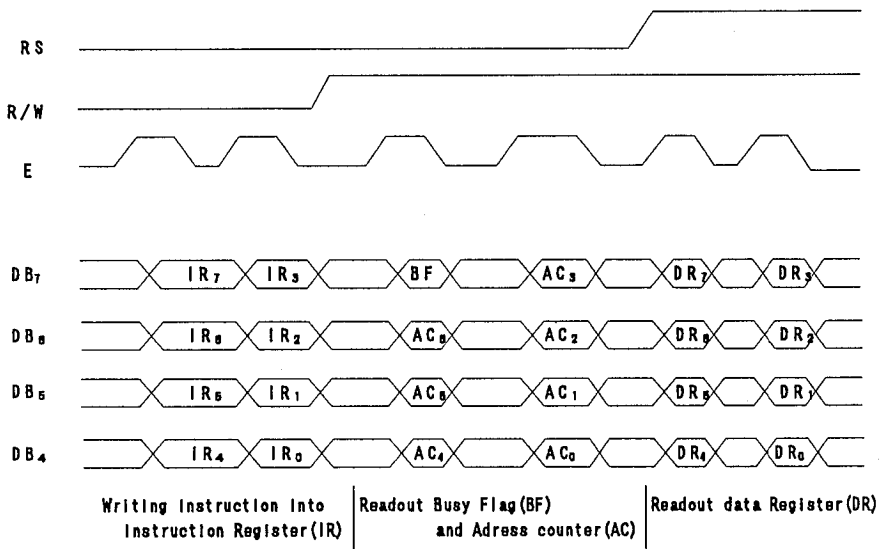 RS
R/W
E
DB₇ IR₇ IR₃ BF AC₃ DR₇ DR₃
DB₆ IR₆ IR₂ AC₆ AC₂ DR₆ DR₂
DB₅ IR₅ IR₁ AC₅ AC₁ DR₅ DR₁
DB₄ IR₄ IR₀ AC₄ AC₀ DR₄ DR₀
Writing Instruction Into
Instruction Register(IR)
Readout Busy Flag(BF)
and Adress counter(AC)
Readout data Register(DR)